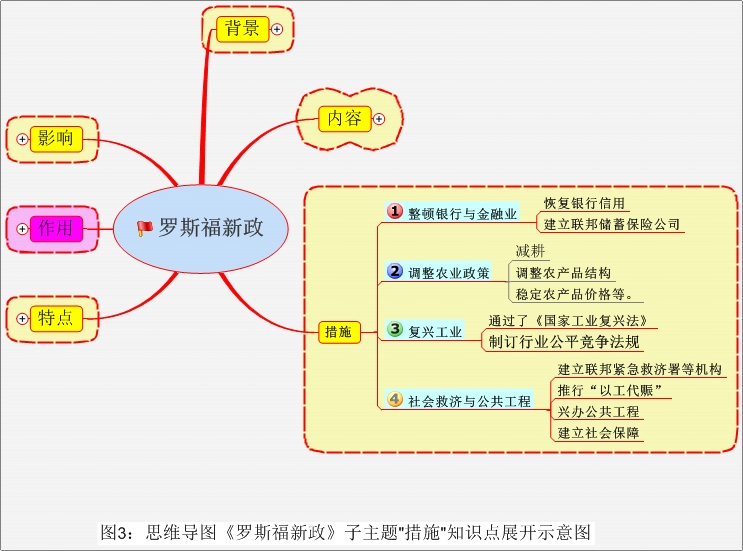 背景
内容
影响
作用
特点
罗斯福新政
措施
1 整顿银行与金融业
恢复银行信用
建立联邦储蓄保险公司
2 调整农业政策
减耕
调整农产品结构
稳定农产品价格等。
3 复兴工业
通过了《国家工业复兴法》
制订行业公平竞争法规
4 社会救济与公共工程
建立联邦紧急救济署等机构
推行“以工代赈”
兴办公共工程
建立社会保障
图3：思维导图《罗斯福新政》子主题"措施"知识点展开示意图